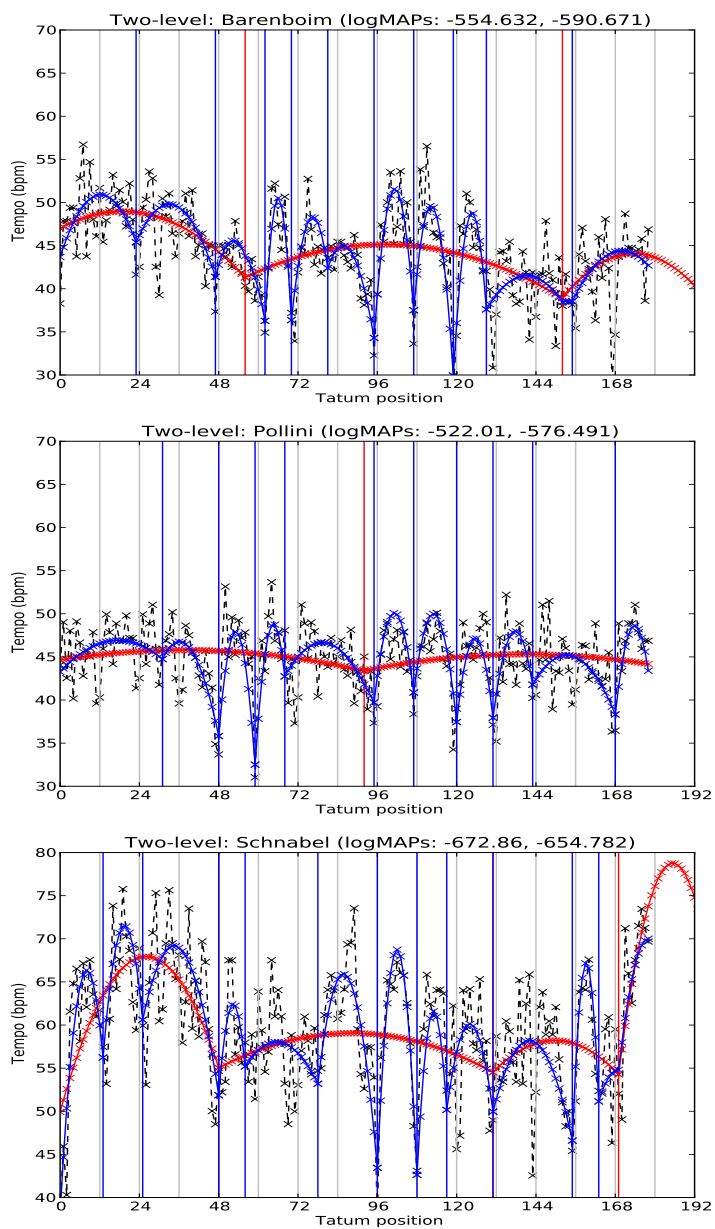 Two-level: Barenboim (logMAPs: -554.632, -590.671)
70
65
60
55
50
45
40
35
30
Tempo (bpm)
0 24 48 72 96 120 144 168
Tatum position
Two-level: Pollini (logMAPs: -522.01, -576.491)
70
65
60
55
50
45
40
35
30
Tempo (bpm)
0 24 48 72 96 120 144 168 192
Tatum position
Two-level: Schnabel (logMAPs: -672.86, -654.782)
80
75
70
65
60
55
50
45
40
Tempo (bpm)
0 24 48 72 96 120 144 168 192
Tatum position